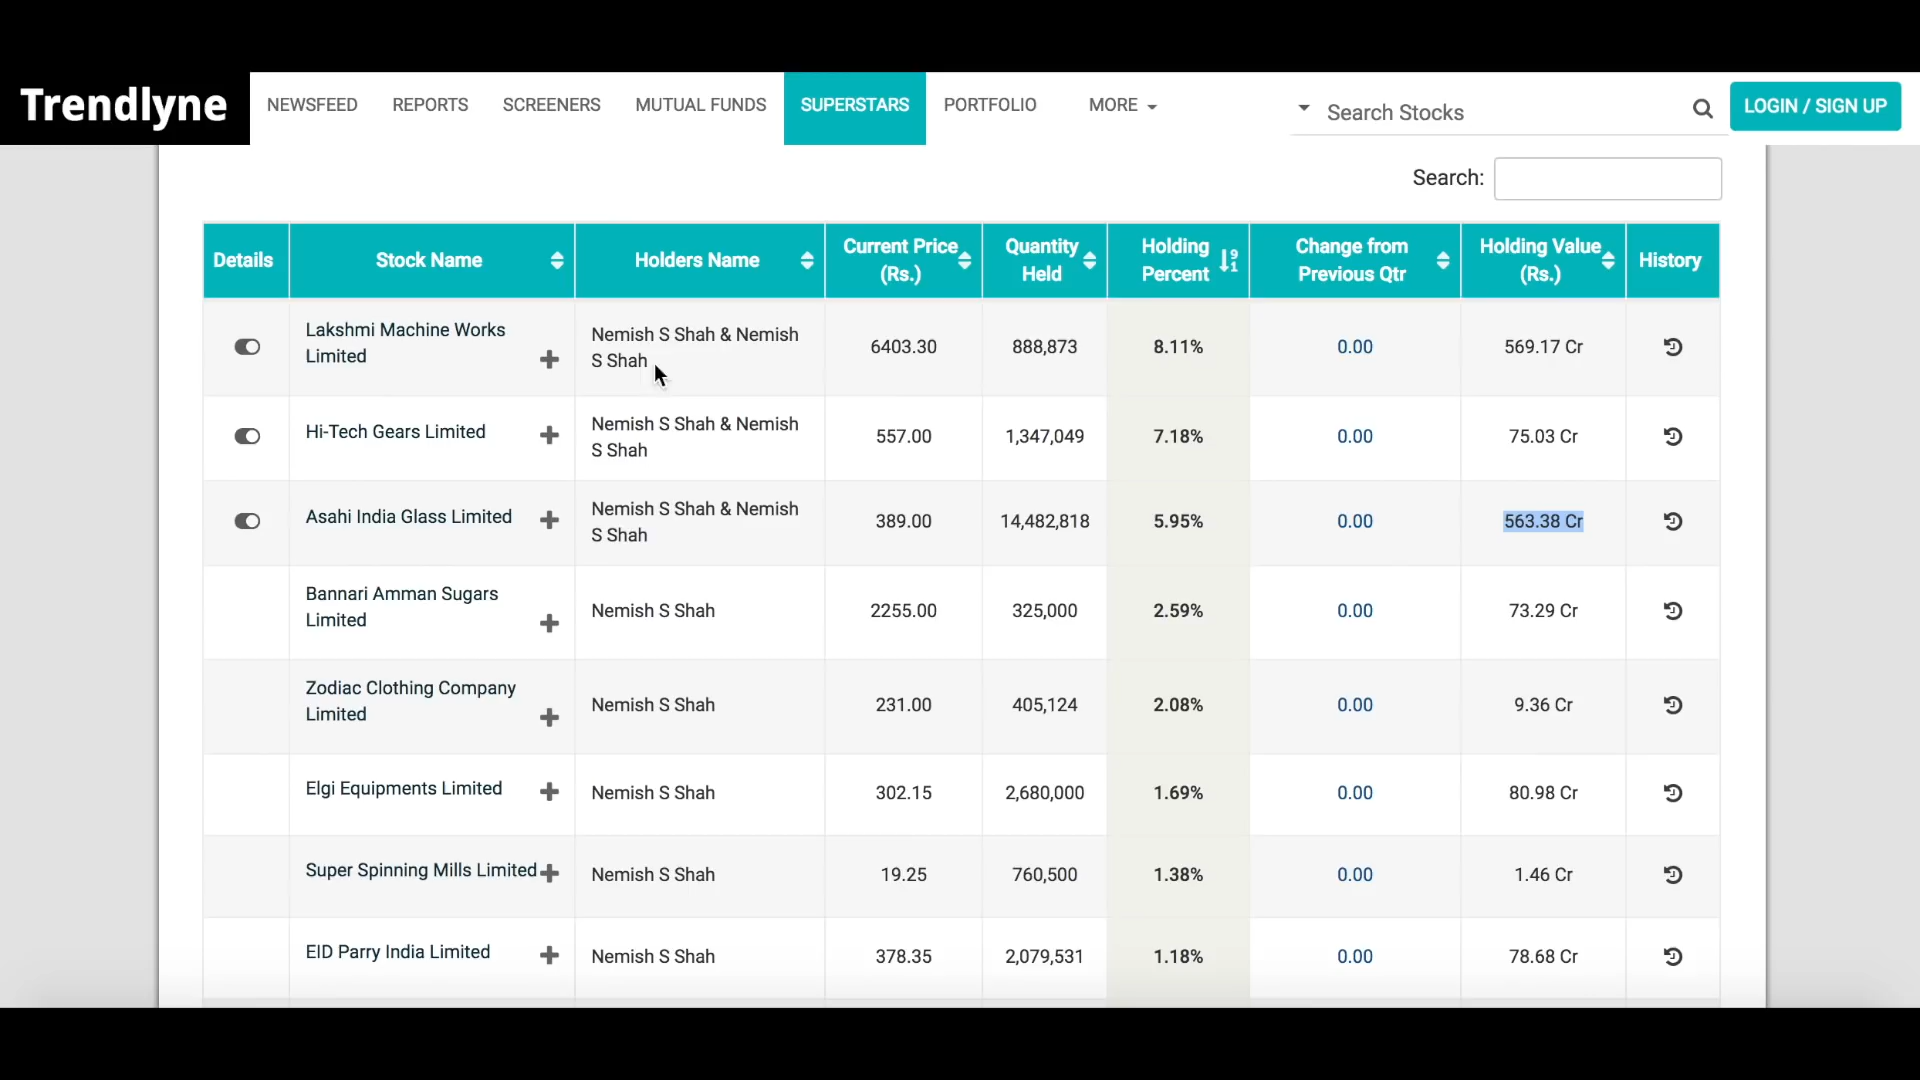 Trendlyne
NEWSFEED REPORTS SCREENERS MUTUAL FUNDS SUPERSTARS PORTFOLIO MORE Search Stocks LOGIN / SIGN UP
Search:
Details Stock Name Holders Name Current Price (Rs.) Quantity Held Holding Percent Change from Previous Qtr Holding Value (Rs.) History
Lakshmi Machine Works Limited Nemish S Shah & Nemish S Shah 6403.30 888,873 8.11% 0.00 569.17 Cr
Hi-Tech Gears Limited Nemish S Shah & Nemish S Shah 557.00 1,347,049 7.18% 0.00 75.03 Cr
Asahi India Glass Limited Nemish S Shah & Nemish S Shah 389.00 14,482,818 5.95% 0.00 563.38 Cr
Bannari Amman Sugars Limited Nemish S Shah 2255.00 325,000 2.59% 0.00 73.29 Cr
Zodiac Clothing Company Limited Nemish S Shah 231.00 405,124 2.08% 0.00 9.36 Cr
Elgi Equipments Limited Nemish S Shah 302.15 2,680,000 1.69% 0.00 80.98 Cr
Super Spinning Mills Limited Nemish S Shah 19.25 760,500 1.38% 0.00 1.46 Cr
EID Parry India Limited Nemish S Shah 378.35 2,079,531 1.18% 0.00 78.68 Cr